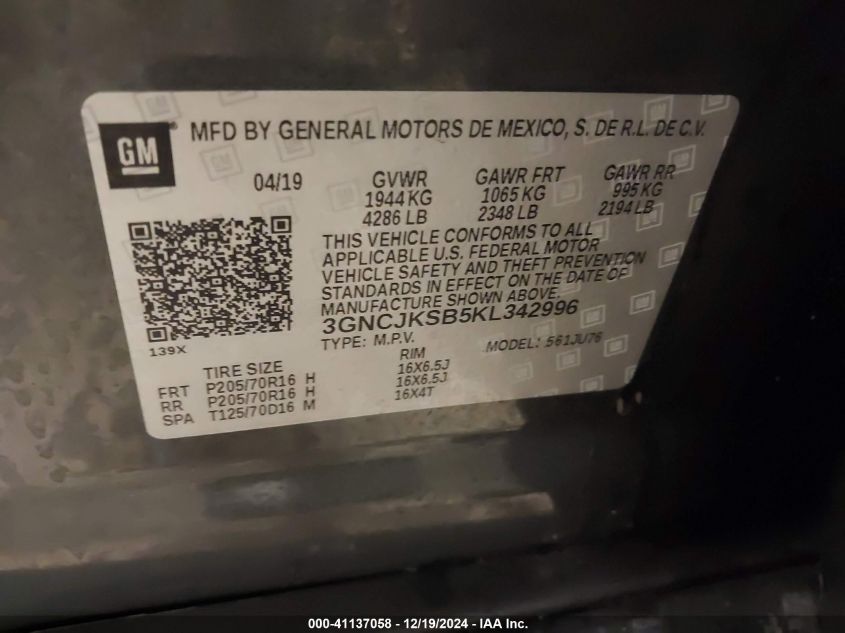 GM ®
MFD BY GENERAL MOTORS DE MEXICO, S. DE R.L. DE C.V.
04/19 GVWR GAWR FRT GAWR RR
1944 KG 1065 KG 995 KG
4286 LB 2348 LB 2194 LB
THIS VEHICLE CONFORMS TO ALL
APPLICABLE U.S. FEDERAL MOTOR
VEHICLE SAFETY AND THEFT PREVENTION
STANDARDS IN EFFECT ON THE DATE OF
MANUFACTURE SHOWN ABOVE.
3GNCJKSB5KL342996
139X
TYPE: M.P.V. MODEL: 561JU76
TIRE SIZE RIM
FRT P205/70R16 H 16X6.5J
RR P205/70R16 H 16X6.5J
SPA T125/70D16 M 16X4T
000-41137058 - 12/19/2024 - IAA Inc.